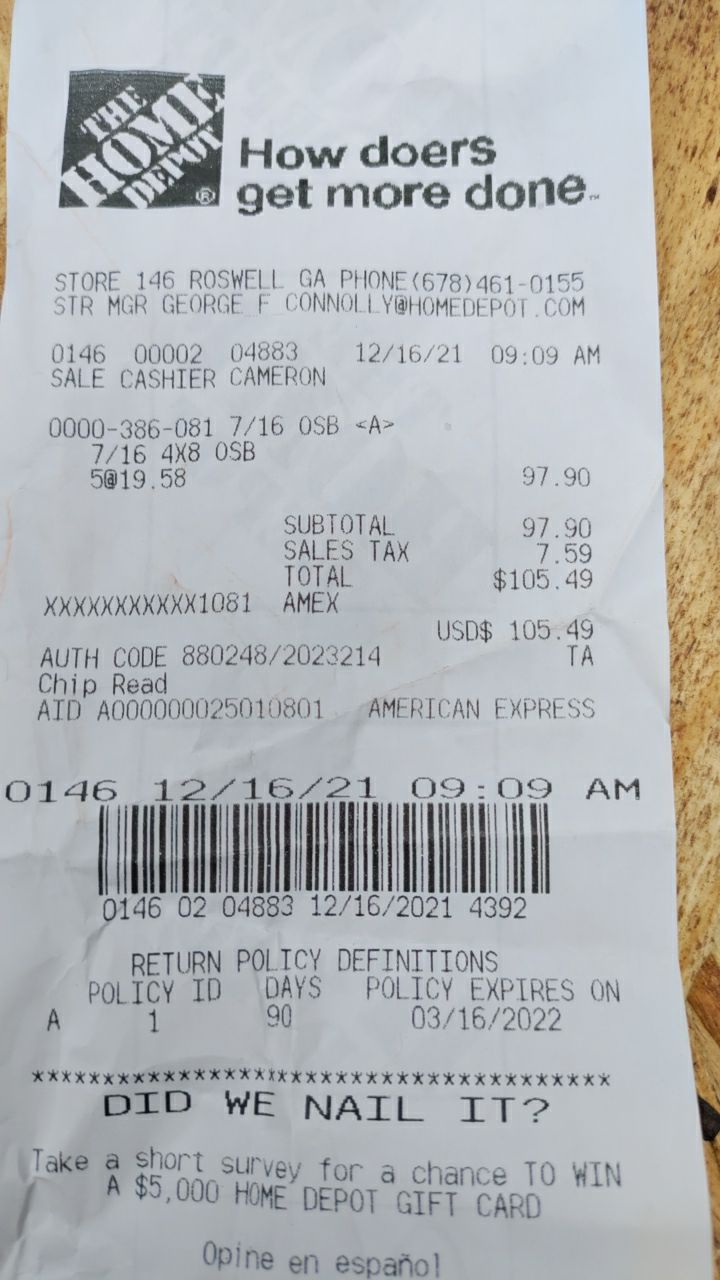 THE
HOME
DEPOT®
How doers
get more done™
STORE 146 ROSWELL GA PHONE(678)461-0155
STR MGR GEORGE_F_CONNOLLY@HOMEDEPOT.COM
0146 00002 04883 12/16/21 09:09 AM
SALE CASHIER CAMERON
0000-386-081 7/16 OSB <A>
7/16 4X8 OSB
5@19.58 97.90
SUBTOTAL 97.90
SALES TAX 7.59
TOTAL $105.49
XXXXXXXXXXX1081 AMEX
USD$ 105.49
AUTH CODE 880248/2023214 TA
Chip Read
AID A000000025010801 AMERICAN EXPRESS
0146 12/16/21 09:09 AM
0146 02 04883 12/16/2021 4392
RETURN POLICY DEFINITIONS
POLICY ID DAYS POLICY EXPIRES ON
A 1 90 03/16/2022
*****************************************
DID WE NAIL IT?
Take a short survey for a chance TO WIN
A $5,000 HOME DEPOT GIFT CARD
Opine en español